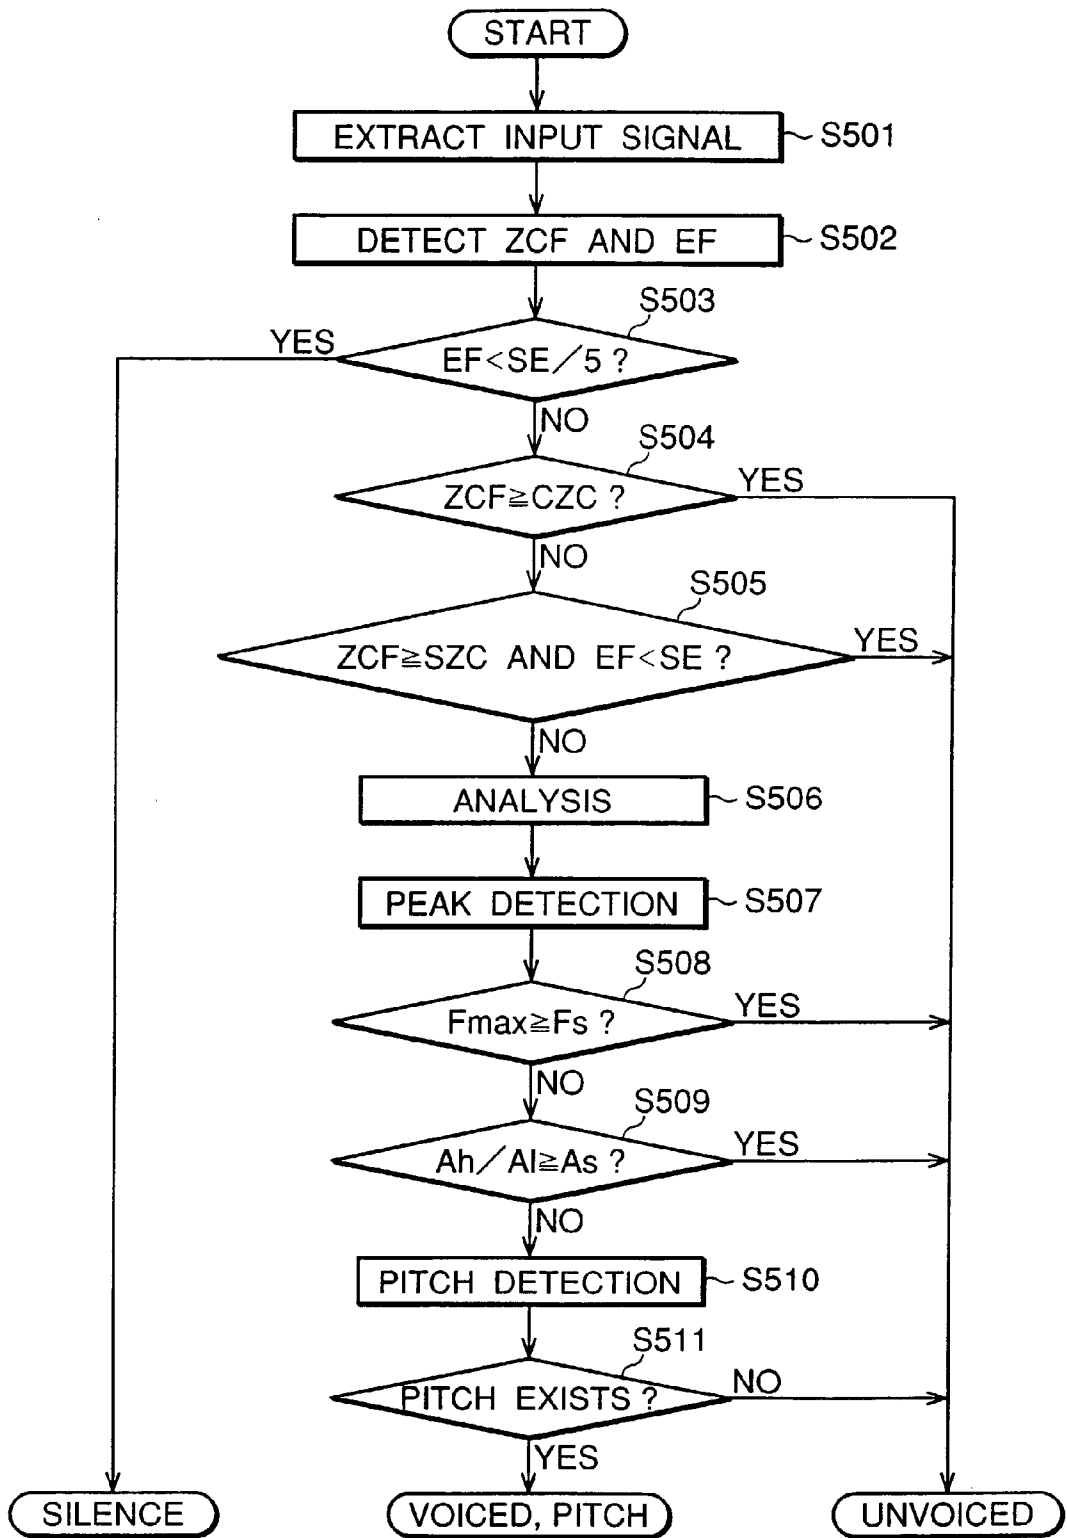 START
EXTRACT INPUT SIGNAL
S501
DETECT ZCF AND EF
S502
S503
YES
EF<SE/5 ?
NO
S504
ZCF≧CZC ?
YES
NO
S505
ZCF≧SZC AND EF<SE ?
YES
NO
ANALYSIS
S506
PEAK DETECTION
S507
S508
Fmax≧Fs ?
YES
NO
S509
Ah/Al≧As ?
YES
NO
PITCH DETECTION
S510
S511
PITCH EXISTS ?
NO
YES
SILENCE
VOICED, PITCH
UNVOICED